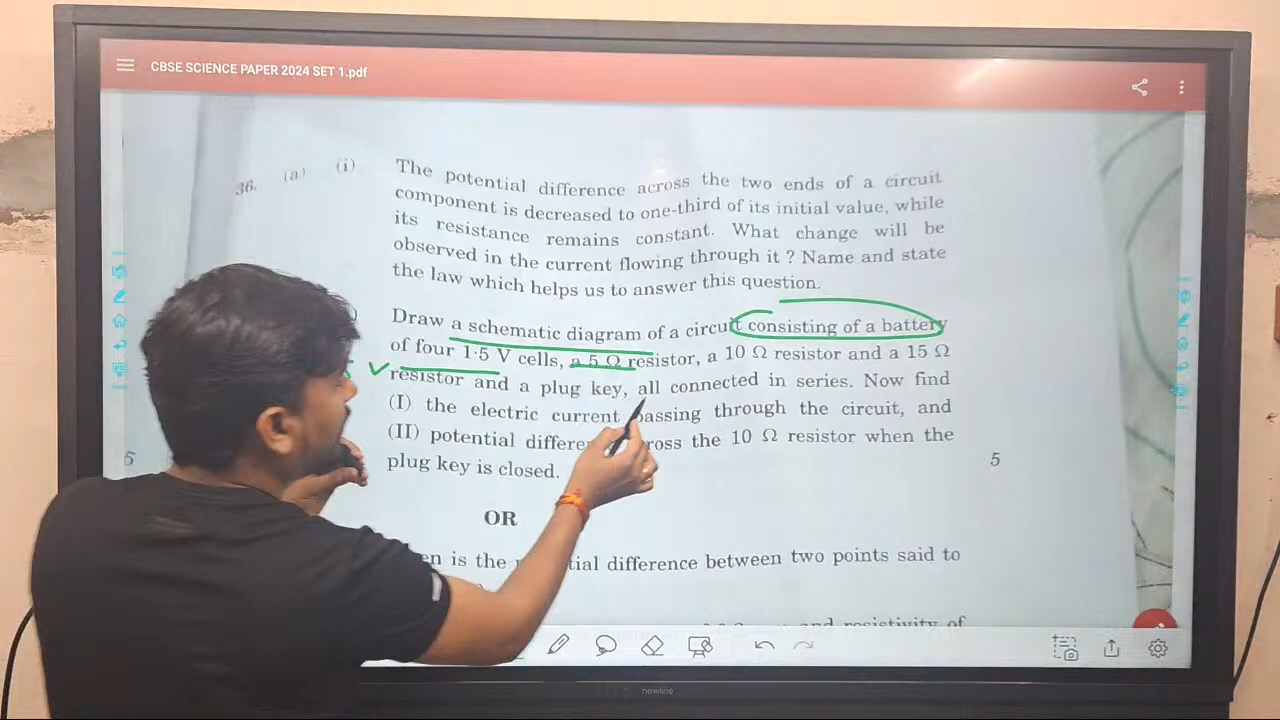 CBSE SCIENCE PAPER 2024 SET 1.pdf
36. (a) (i) The potential difference across the two ends of a circuit
component is decreased to one-third of its initial value, while
its resistance remains constant. What change will be
observed in the current flowing through it ? Name and state
the law which helps us to answer this question.
) Draw a schematic diagram of a circuit consisting of a battery
of four 1·5 V cells, a 5 Ω resistor, a 10 Ω resistor and a 15 Ω
resistor and a plug key, all connected in series. Now find
(I) the electric current passing through the circuit, and
(II) potential across the 10 Ω resistor when the
plug key is closed.
5
5
OR
is the difference between two points said to
and resistivity of
newline